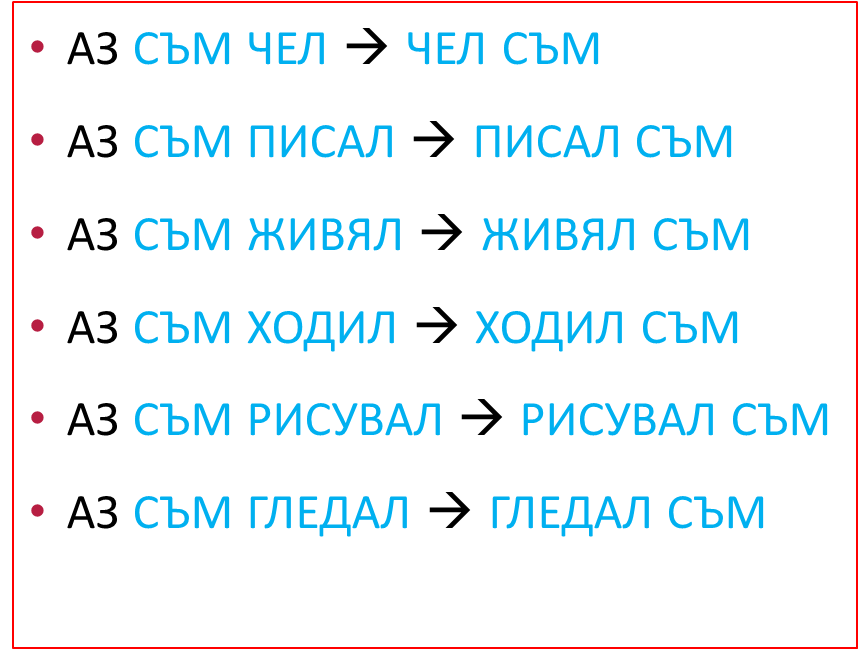 • АЗ СЪМ ЧЕЛ → ЧЕЛ СЪМ
• АЗ СЪМ ПИСАЛ → ПИСАЛ СЪМ
• АЗ СЪМ ЖИВЯЛ → ЖИВЯЛ СЪМ
• АЗ СЪМ ХОДИЛ → ХОДИЛ СЪМ
• АЗ СЪМ РИСУВАЛ → РИСУВАЛ СЪМ
• АЗ СЪМ ГЛЕДАЛ → ГЛЕДАЛ СЪМ